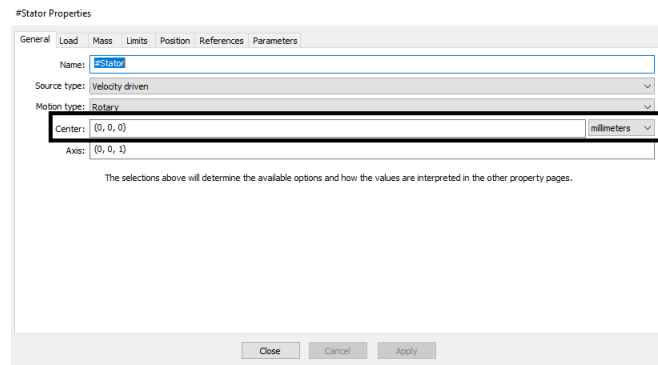 #Stator Properties
General Load Mass Limits Position References Parameters
Name: #Stator
Source type: Velocity driven
Motion type: Rotary
Center: (0, 0, 0) millimeters
Axis: (0, 0, 1)
The selections above will determine the available options and how the values are interpreted in the other property pages.
Close Cancel Apply